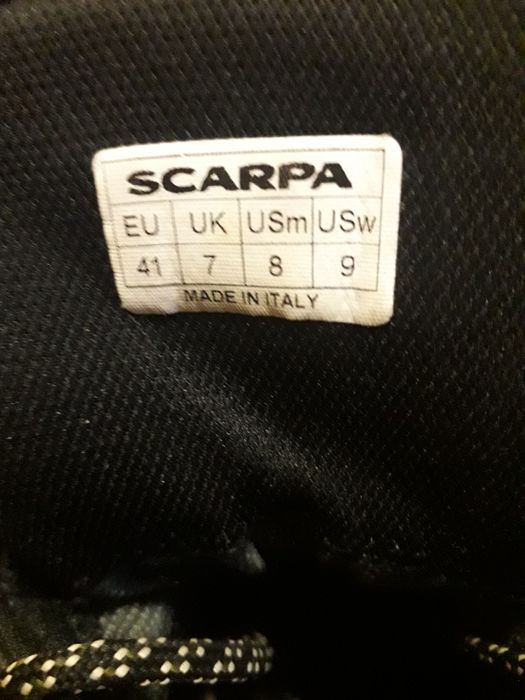 SCARPA
EU UK USm USw
41 7 8 9
MADE IN ITALY